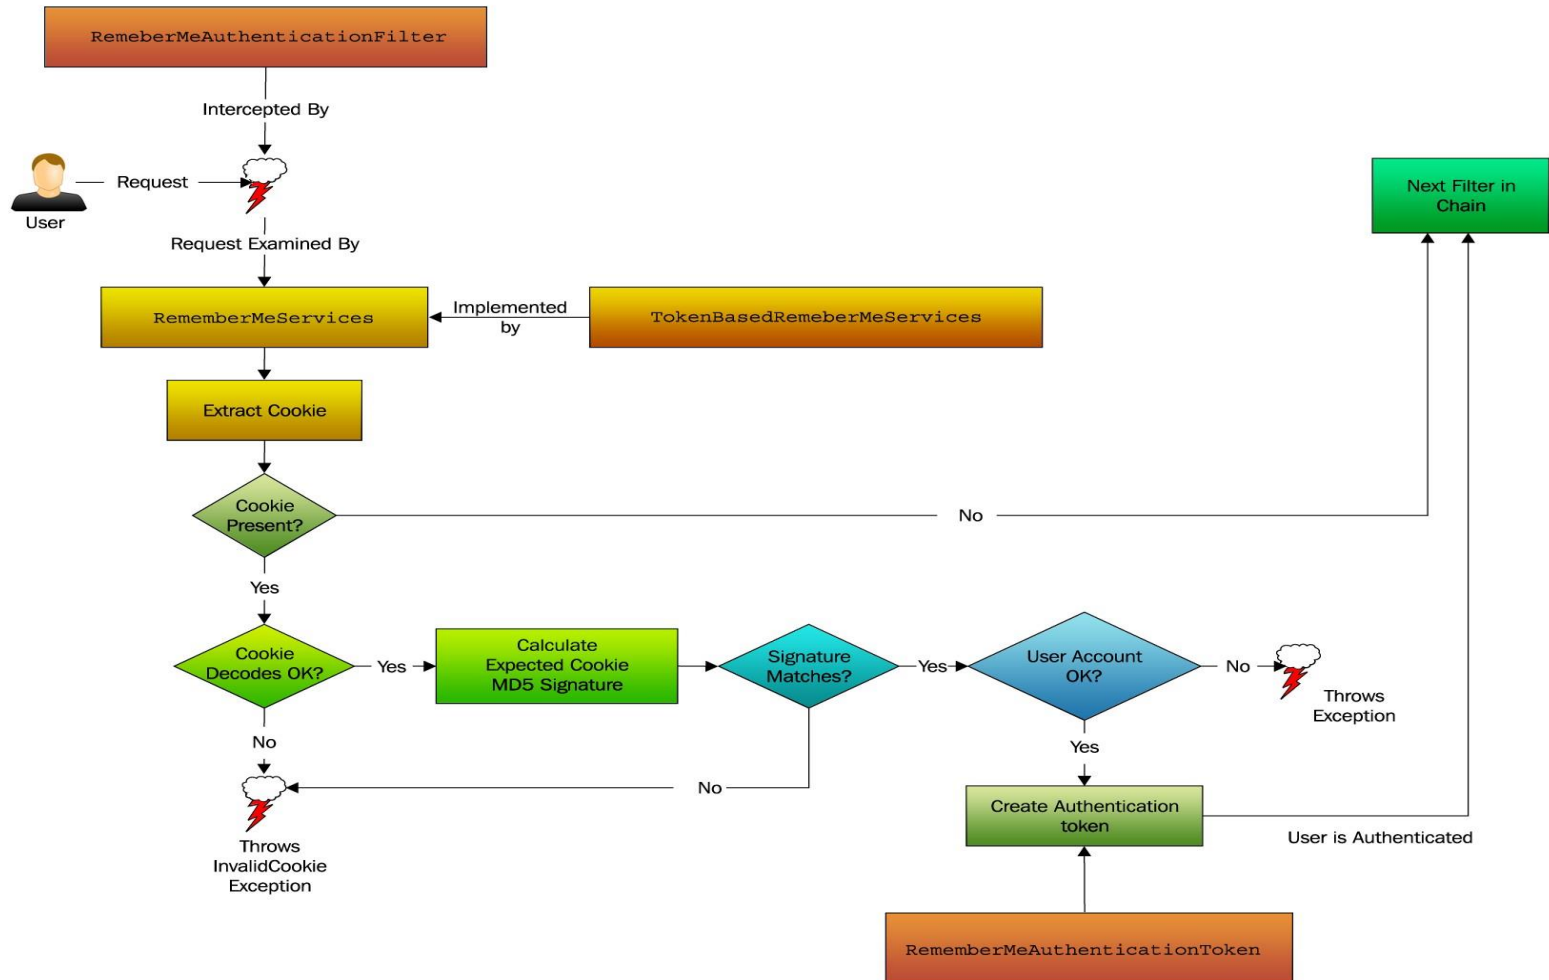 RemeberMeAuthenticationFilter
Intercepted By
Request
User
Request Examined By
Next Filter in
Chain
RememberMeServices
Implemented
by
TokenBasedRemeberMeServices
Extract Cookie
Cookie
Present?
No
Yes
Cookie
Decodes OK?
Yes
Calculate
Expected Cookie
MD5 Signature
Signature
Matches?
Yes
User Account
OK?
No
Throws
Exception
No
Yes
No
Throws
InvalidCookie
Exception
Create Authentication
token
User is Authenticated
RememberMeAuthenticationToken